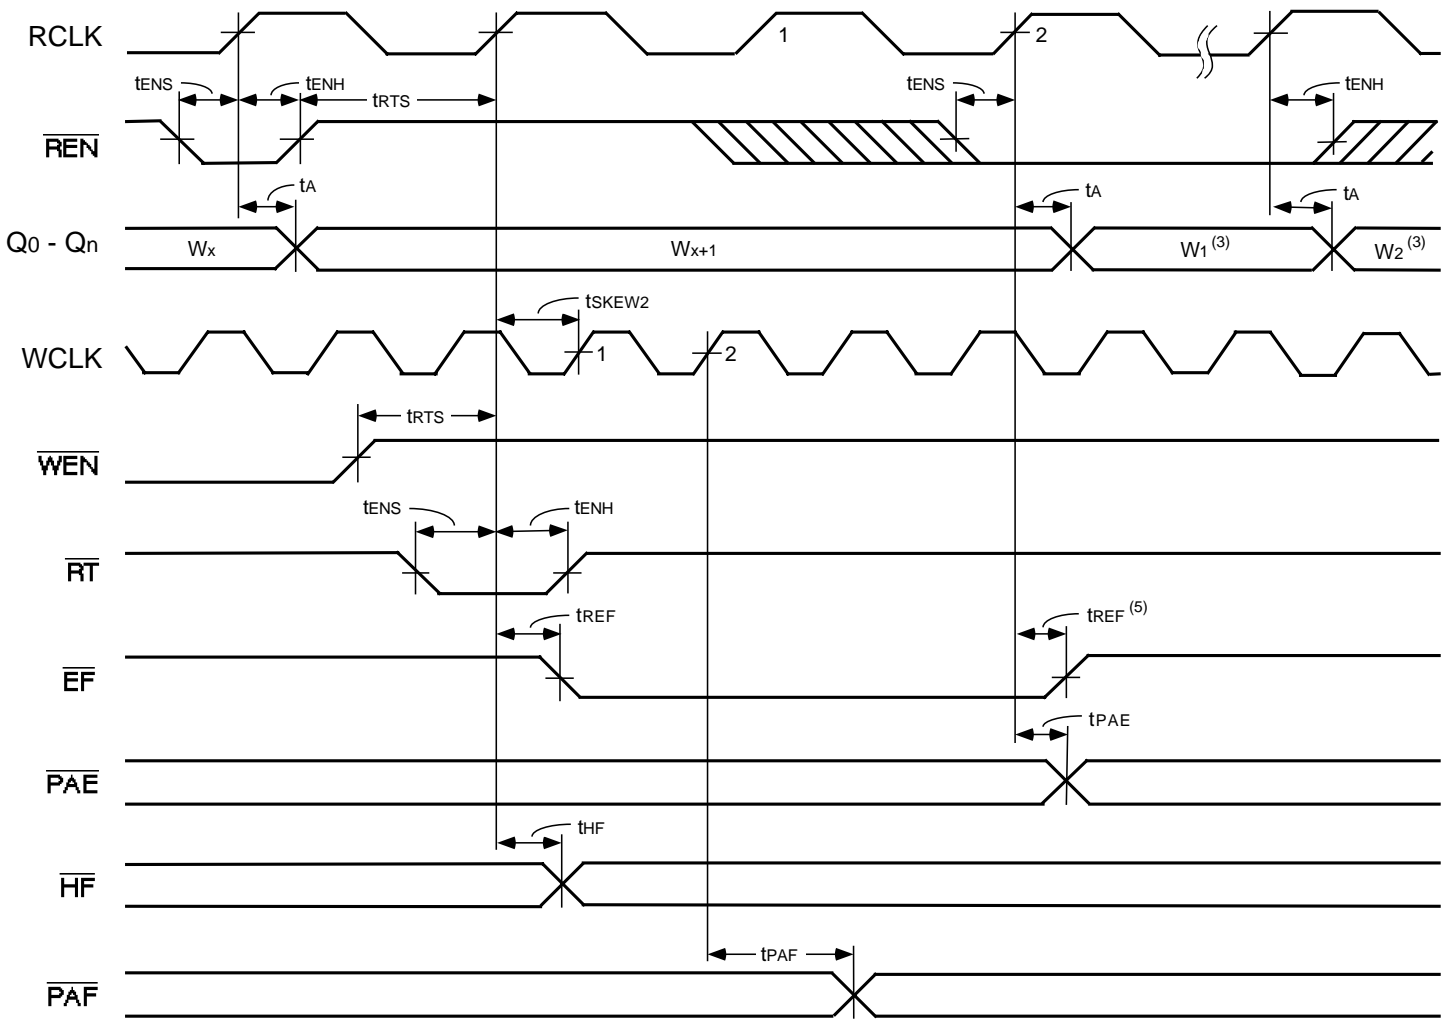 RCLK 1 2
tENS tENH tRTS tENS tENH
REN
tA tA tA
Q0 - Qn Wx Wx+1 W1 (3) W2 (3)
tSKEW2
WCLK 1 2
tRTS
WEN
tENS tENH
RT
tREF tREF (5)
EF
tPAE
PAE
tHF
HF
tPAF
PAF